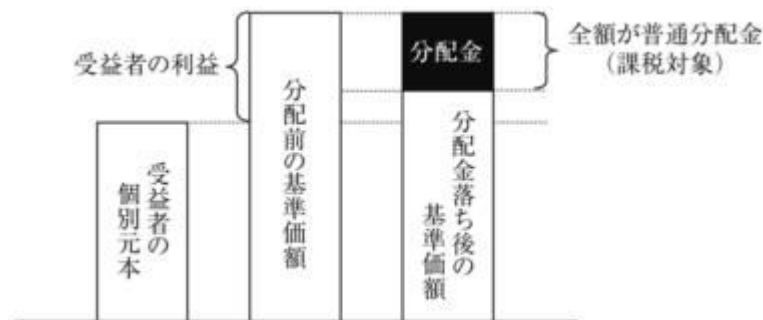 受益者の利益
分配金
全額が普通分配金
(課税対象)
受益者の
個別元本
分配前の基準価額
分配金落ち後の
基準価額